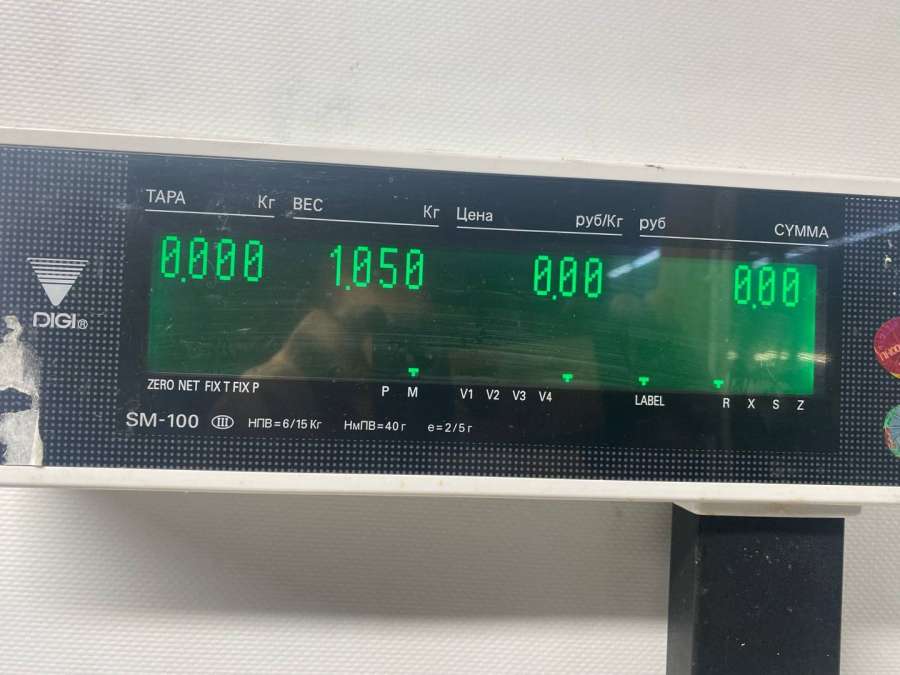 ТАРА Кг ВЕС Кг Цена руб/Кг руб СУММА
0.000 1.050 0.00 0.00
DIGI®
ZERO NET FIX T FIX P P M V1 V2 V3 V4 LABEL R X S Z
SM-100 III НПВ=6/15 Кг НмПВ=40 г e=2/5 г